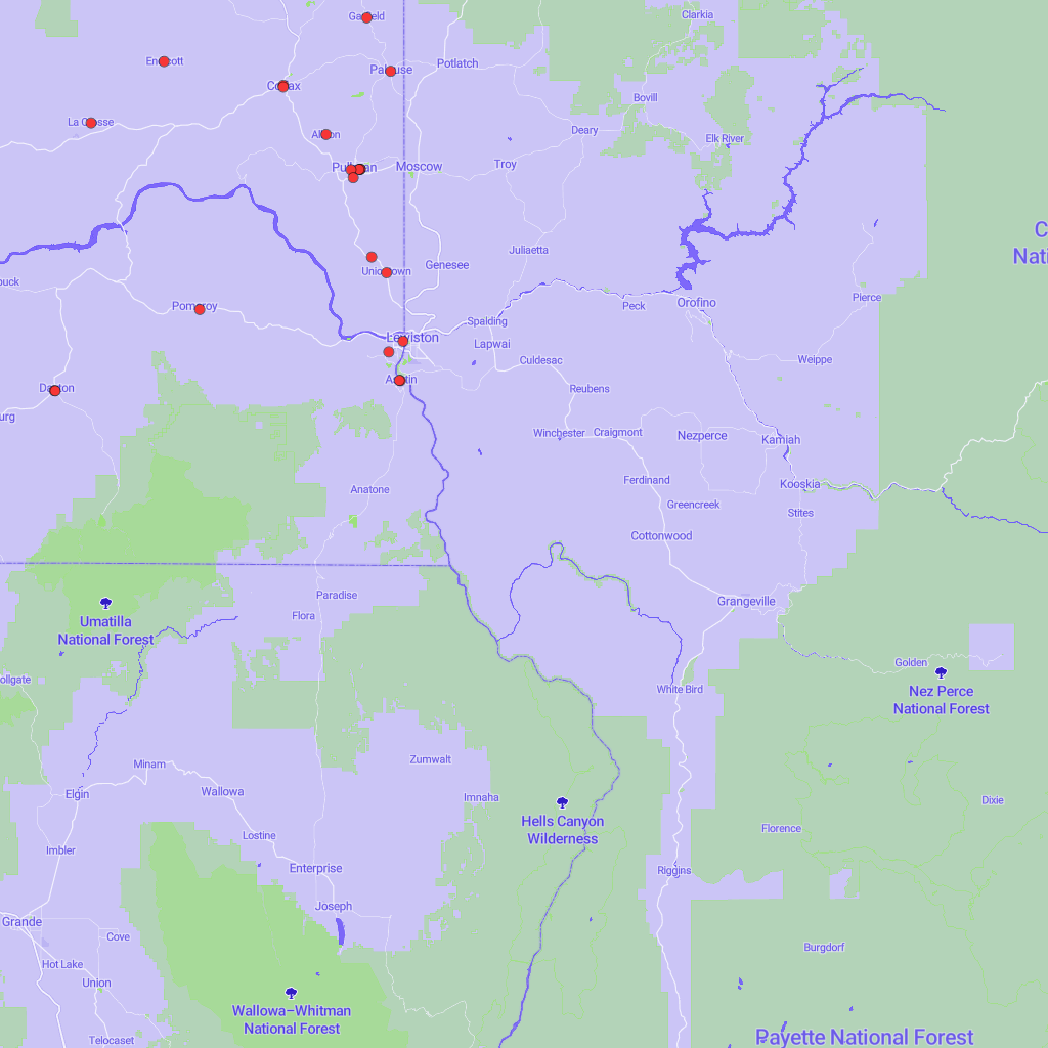 Clarkia
Garfield
Endicott
Palouse
Potlatch
Colfax
Bovill
La Crosse
Albion
Deary
Elk River
Pullman
Moscow
Troy
C
Nati
Juliaetta
Genesee
Uniontown
buck
Pierce
Orofino
Pomeroy
Peck
Spalding
Lewiston
Lapwai
Culdesac
Weippe
Asotin
Dayton
Reubens
urg
Winchester
Craigmont
Nezperce
Kamiah
Ferdinand
Kooskia
Anatone
Greencreek
Stites
Cottonwood
Paradise
Flora
Grangeville
Umatilla
National Forest
Golden
ollgate
White Bird
Nez Perce
National Forest
Zumwalt
Minam
Elgin
Wallowa
Imnaha
Dixie
Hells Canyon
Wilderness
Florence
Lostine
Imbler
Enterprise
Riggins
Joseph
Grande
Cove
Burgdorf
Hot Lake
Union
Wallowa–Whitman
National Forest
Telocaset
Payette National Forest